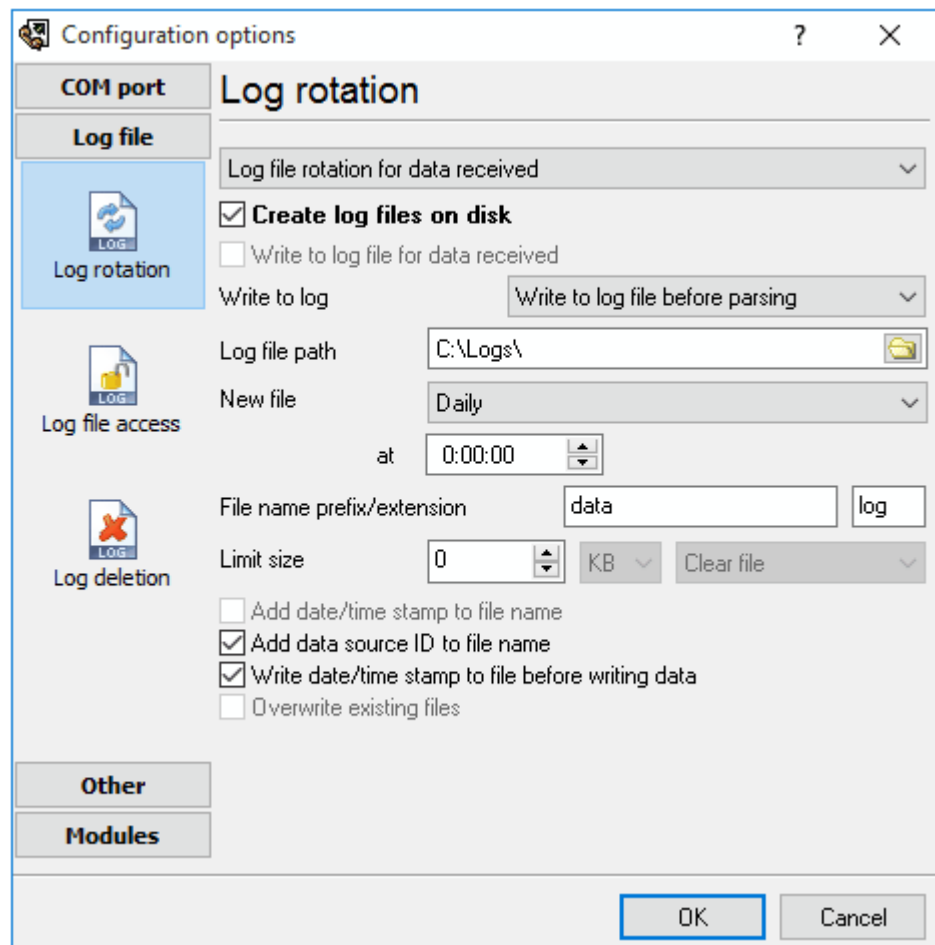 Configuration options ?
COM port
Log file
LOG
Log rotation
LOG
Log file access
LOG
Log deletion
Other
Modules
Log rotation
Log file rotation for data received
Create log files on disk
Write to log file for data received
Write to log Write to log file before parsing
Log file path C:\Logs\
New file Daily
at 0:00:00
File name prefix/extension data log
Limit size 0 KB Clear file
Add date/time stamp to file name
Add data source ID to file name
Write date/time stamp to file before writing data
Overwrite existing files
OK Cancel